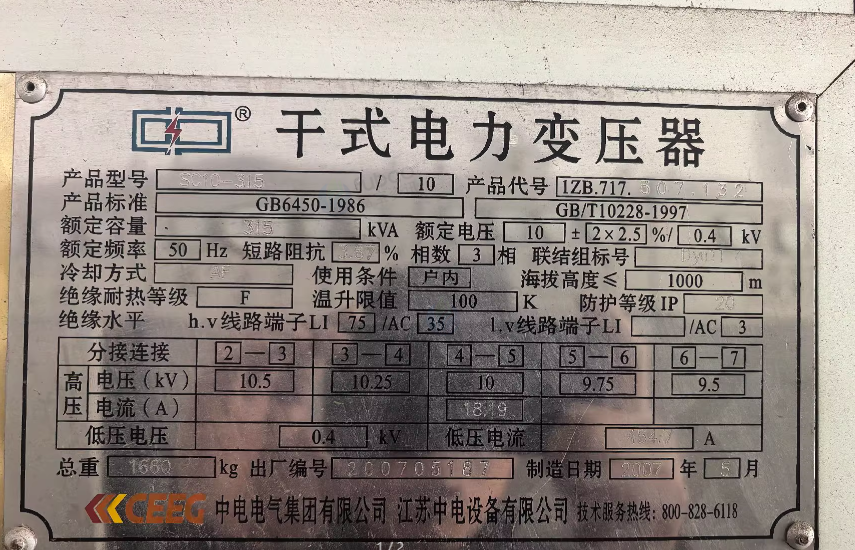 ® 干式电力变压器
产品型号 SC10-315 / 10 产品代号 1ZB.717.
产品标准 GB6450-1986 GB/T10228-1997
额定容量 315 kVA 额定电压 10 ± 2×2.5 %/ 0.4 kV
额定频率 50 Hz 短路阻抗 % 相数 3 相 联结组标号 Dyn11
冷却方式 AF 使用条件 户内 海拔高度≤ 1000 m
绝缘耐热等级 F 温升限值 100 K 防护等级IP 20
绝缘水平 h.v线路端子LI 75 /AC 35 l.v线路端子LI /AC 3
分接连接 2—3 3—4 4—5 5—6 6—7
高压 电压(kV) 10.5 10.25 10 9.75 9.5
电流(A) 18.19
低压电压 0.4 kV 低压电流 A
总重 1660 kg 出厂编号 200705187 制造日期 2007 年 5 月
CEEG 中电电气集团有限公司 江苏中电设备有限公司 技术服务热线: 800-828-6118
1/2